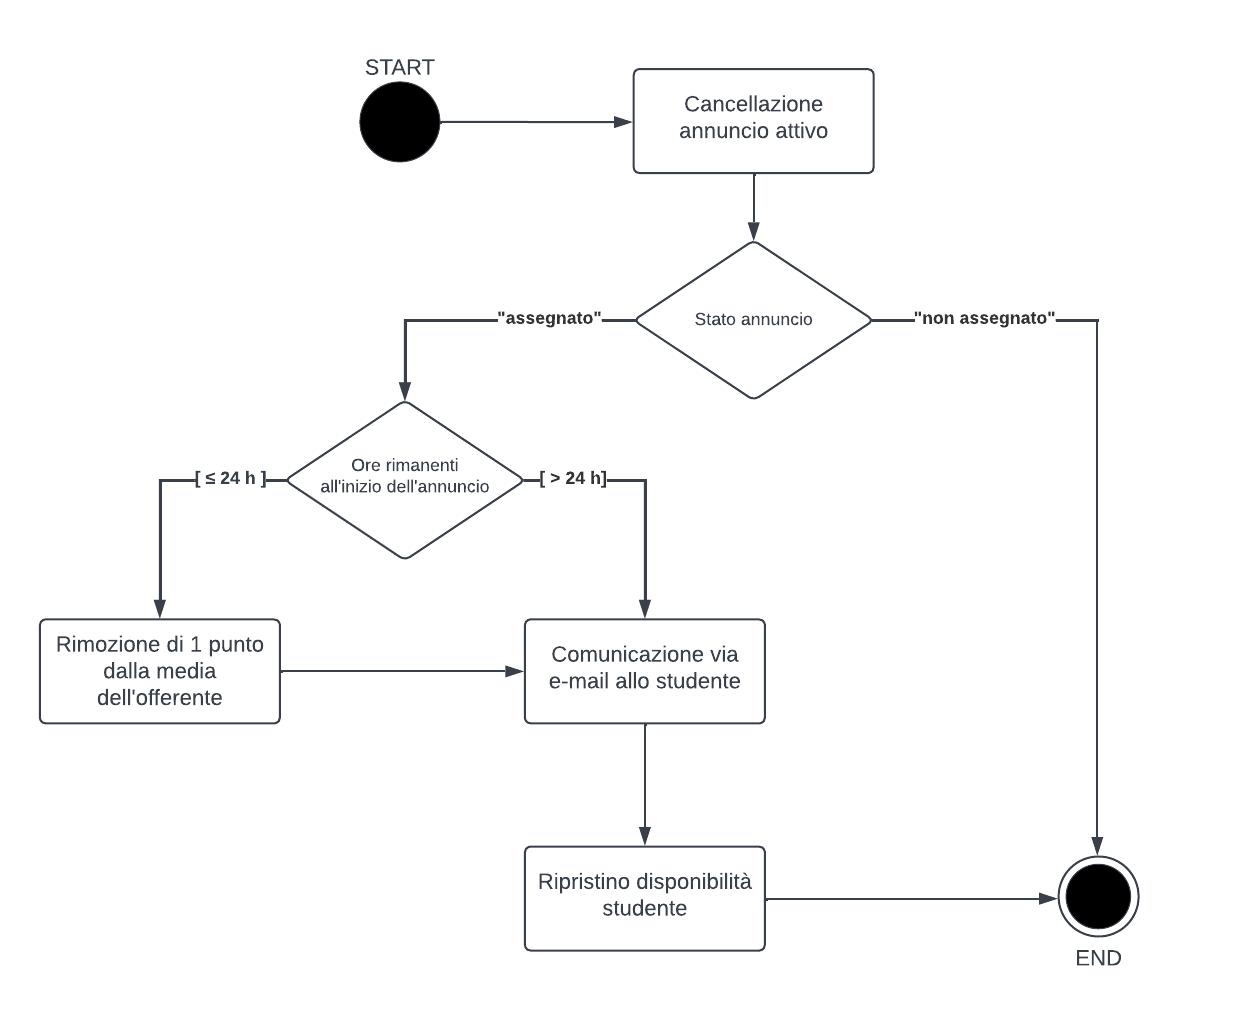 START
Cancellazione
annuncio attivo
Stato annuncio
"assegnato"
"non assegnato"
Ore rimanenti
all'inizio dell'annuncio
[ ≤ 24 h ]
[ > 24 h]
Rimozione di 1 punto
dalla media
dell'offerente
Comunicazione via
e-mail allo studente
Ripristino disponibilità
studente
END